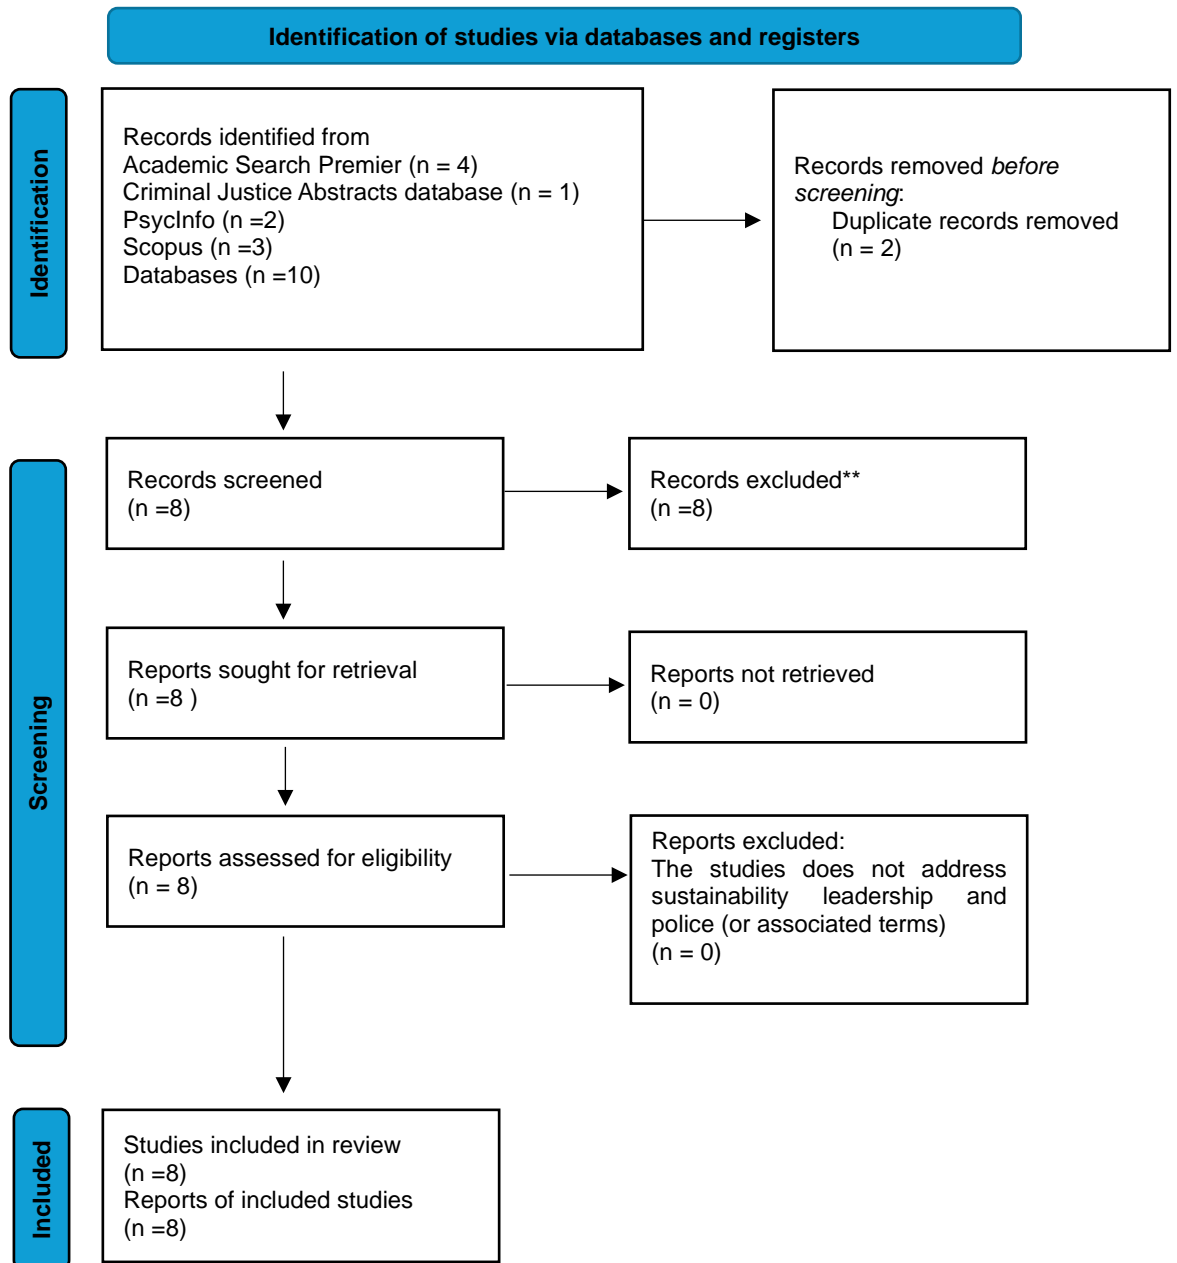 Identification of studies via databases and registers
Identification
Records identified from
Academic Search Premier (n = 4)
Criminal Justice Abstracts database (n = 1)
PsycInfo (n =2)
Scopus (n =3)
Databases (n =10)
Records removed before
screening:
Duplicate records removed
(n = 2)
Screening
Records screened
(n =8)
Records excluded**
(n =8)
Reports sought for retrieval
(n =8 )
Reports not retrieved
(n = 0)
Reports assessed for eligibility
(n = 8)
Reports excluded:
The studies does not address
sustainability leadership and
police (or associated terms)
(n = 0)
Included
Studies included in review
(n =8)
Reports of included studies
(n =8)